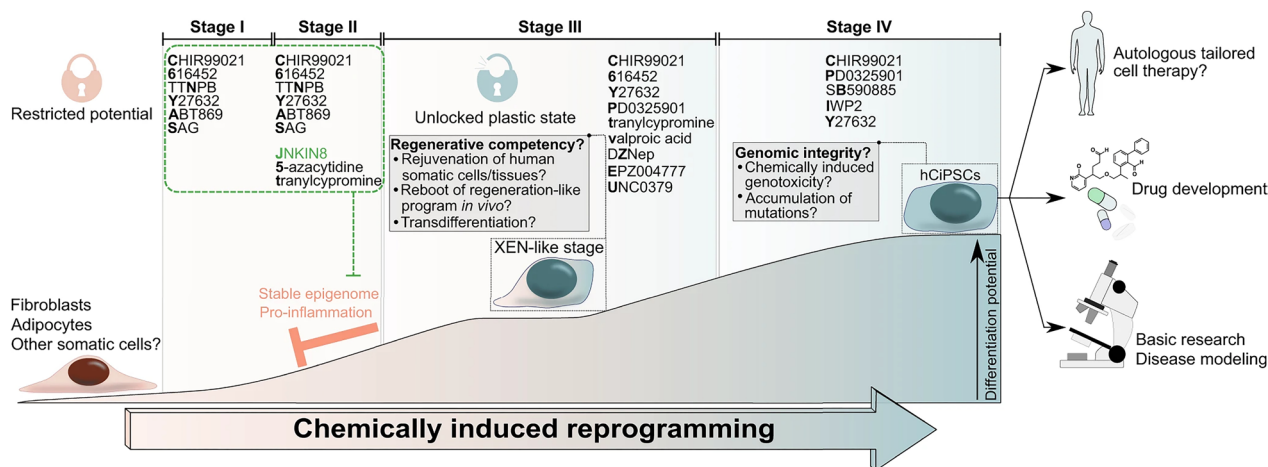 Stage I
Stage II
Stage III
Stage IV
Restricted potential
CHIR99021
616452
TTNPB
Y27632
ABT869
SAG
CHIR99021
616452
TTNPB
Y27632
ABT869
SAG
JNKIN8
5-azacytidine
tranylcypromine
Stable epigenome
Pro-inflammation
Unlocked plastic state
Regenerative competency?
• Rejuvenation of human
somatic cells/tissues?
• Reboot of regeneration-like
program in vivo?
• Transdifferentiation?
XEN-like stage
CHIR99021
616452
Y27632
PD0325901
tranylcypromine
valproic acid
DZNep
EPZ004777
UNC0379
CHIR99021
PD0325901
SB590885
IWP2
Y27632
Genomic integrity?
• Chemically induced
genotoxicity?
• Accumulation of
mutations?
hCiPSCs
Differentiation potential
Fibroblasts
Adipocytes
Other somatic cells?
Chemically induced reprogramming
Autologous tailored
cell therapy?
Drug development
Basic research
Disease modeling